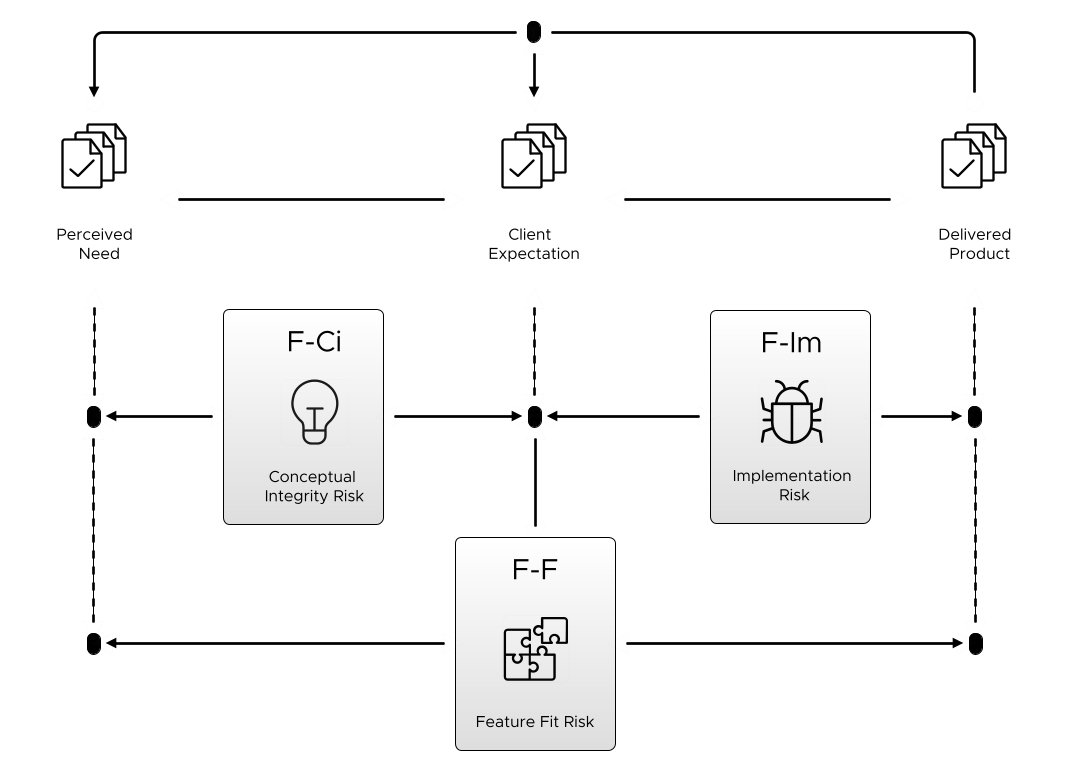 Perceived
Need
Client
Expectation
Delivered
Product
F-Ci
Conceptual
Integrity Risk
F-Im
Implementation
Risk
F-F
Feature Fit Risk